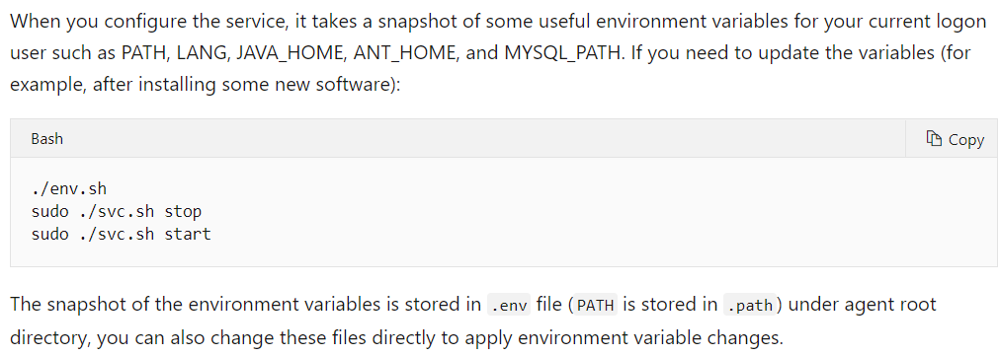 When you configure the service, it takes a snapshot of some useful environment variables for your current logon
user such as PATH, LANG, JAVA_HOME, ANT_HOME, and MYSQL_PATH. If you need to update the variables (for
example, after installing some new software):
Bash
Copy
./env.sh
sudo ./svc.sh stop
sudo ./svc.sh start
The snapshot of the environment variables is stored in .env file (PATH is stored in .path) under agent root
directory, you can also change these files directly to apply environment variable changes.